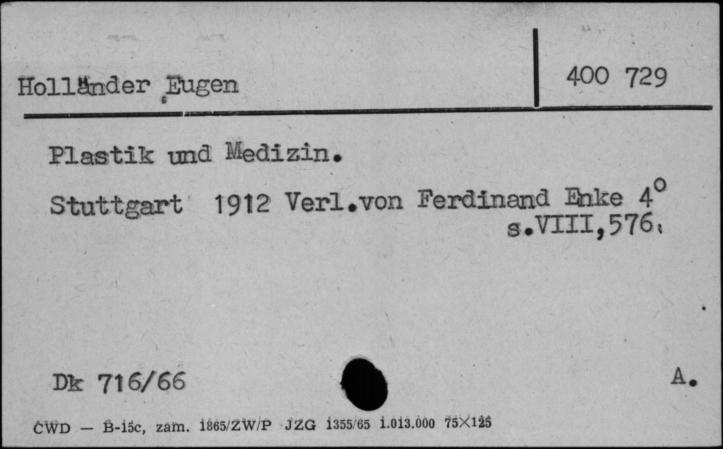 Holländer Eugen
400 729
Plastik und Medizin.
Stuttgart 1912 Verl.von Ferdinand Enke 4°
s.VIII,576.
Dk 716/66
A.
CWD — B-15c, zam. 1865/ZW/P JZG 1355/65 1.013.000 75×125